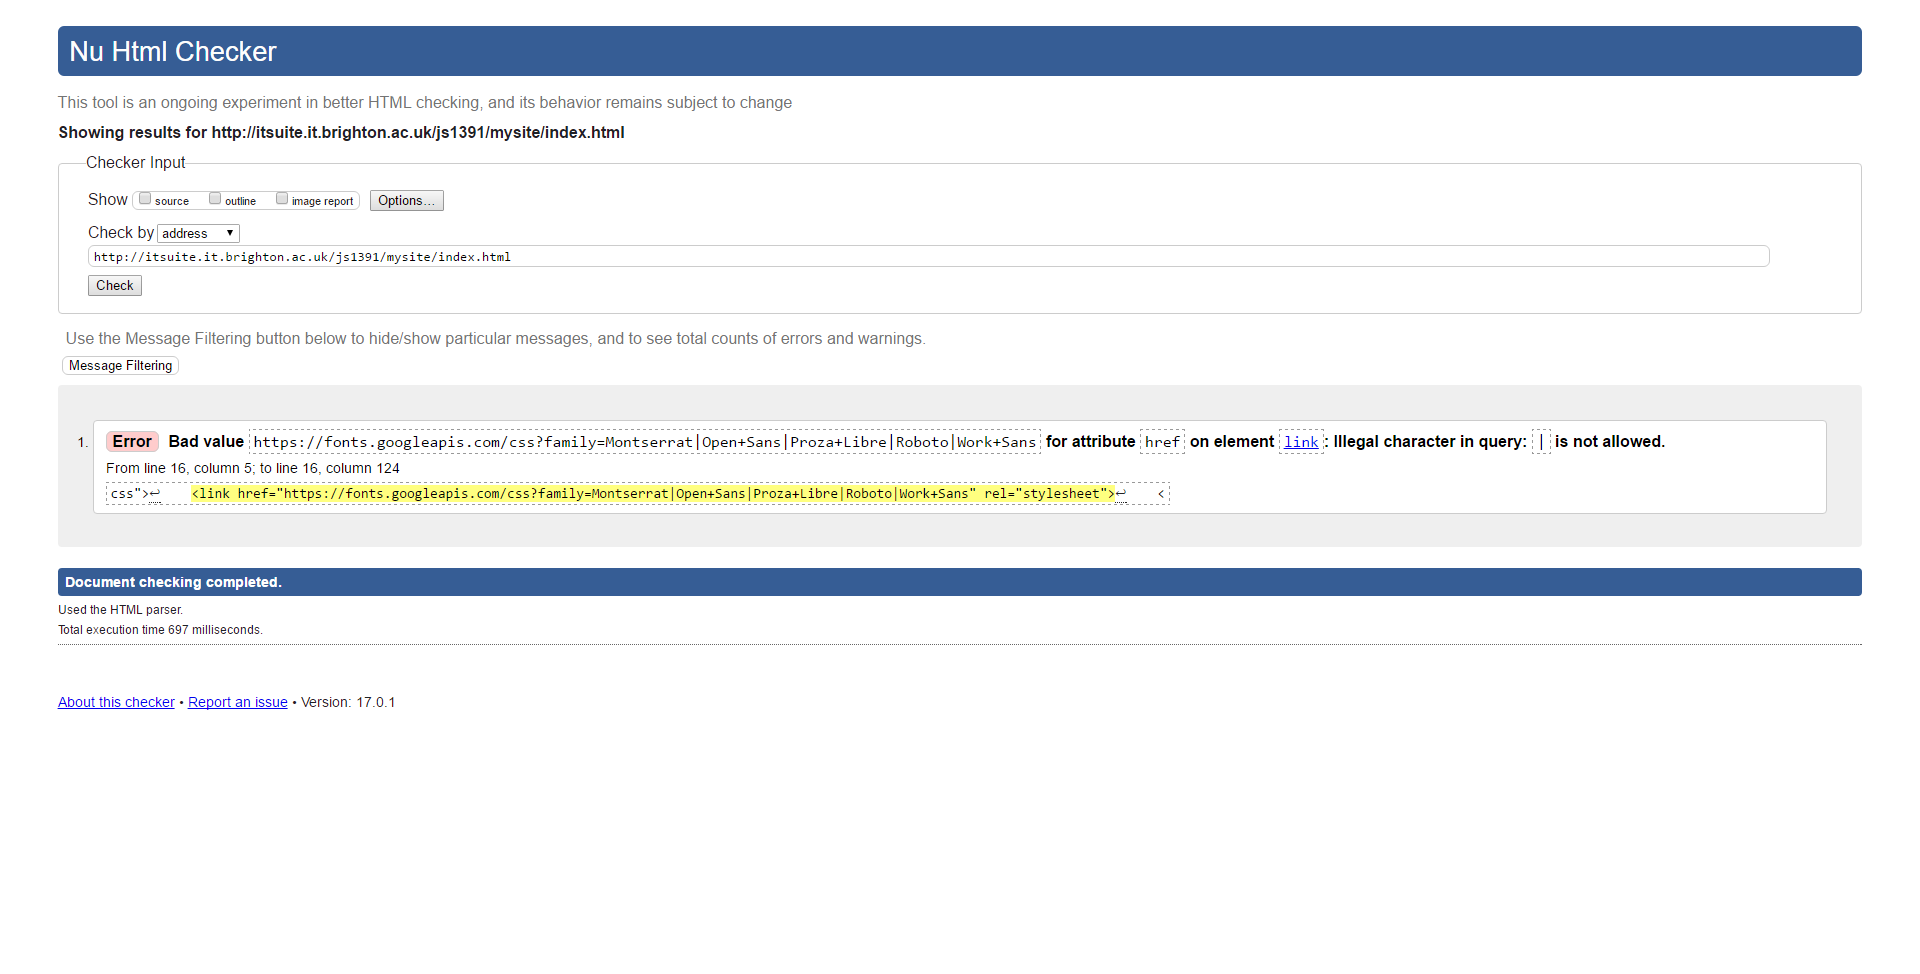 Nu Html Checker
This tool is an ongoing experiment in better HTML checking, and its behavior remains subject to change
Showing results for http://itsuite.it.brighton.ac.uk/js1391/mysite/index.html
Checker Input
Show source outline image report Options...
Check by address ▼
http://itsuite.it.brighton.ac.uk/js1391/mysite/index.html
Check
Use the Message Filtering button below to hide/show particular messages, and to see total counts of errors and warnings.
Message Filtering
1. Error Bad value https://fonts.googleapis.com/css?family=Montserrat|Open+Sans|Proza+Libre|Roboto|Work+Sans for attribute href on element link: Illegal character in query: | is not allowed.
From line 16, column 5; to line 16, column 124
css">↩ <link href="https://fonts.googleapis.com/css?family=Montserrat|Open+Sans|Proza+Libre|Roboto|Work+Sans" rel="stylesheet">↩ <
Document checking completed.
Used the HTML parser.
Total execution time 697 milliseconds.
About this checker • Report an issue • Version: 17.0.1